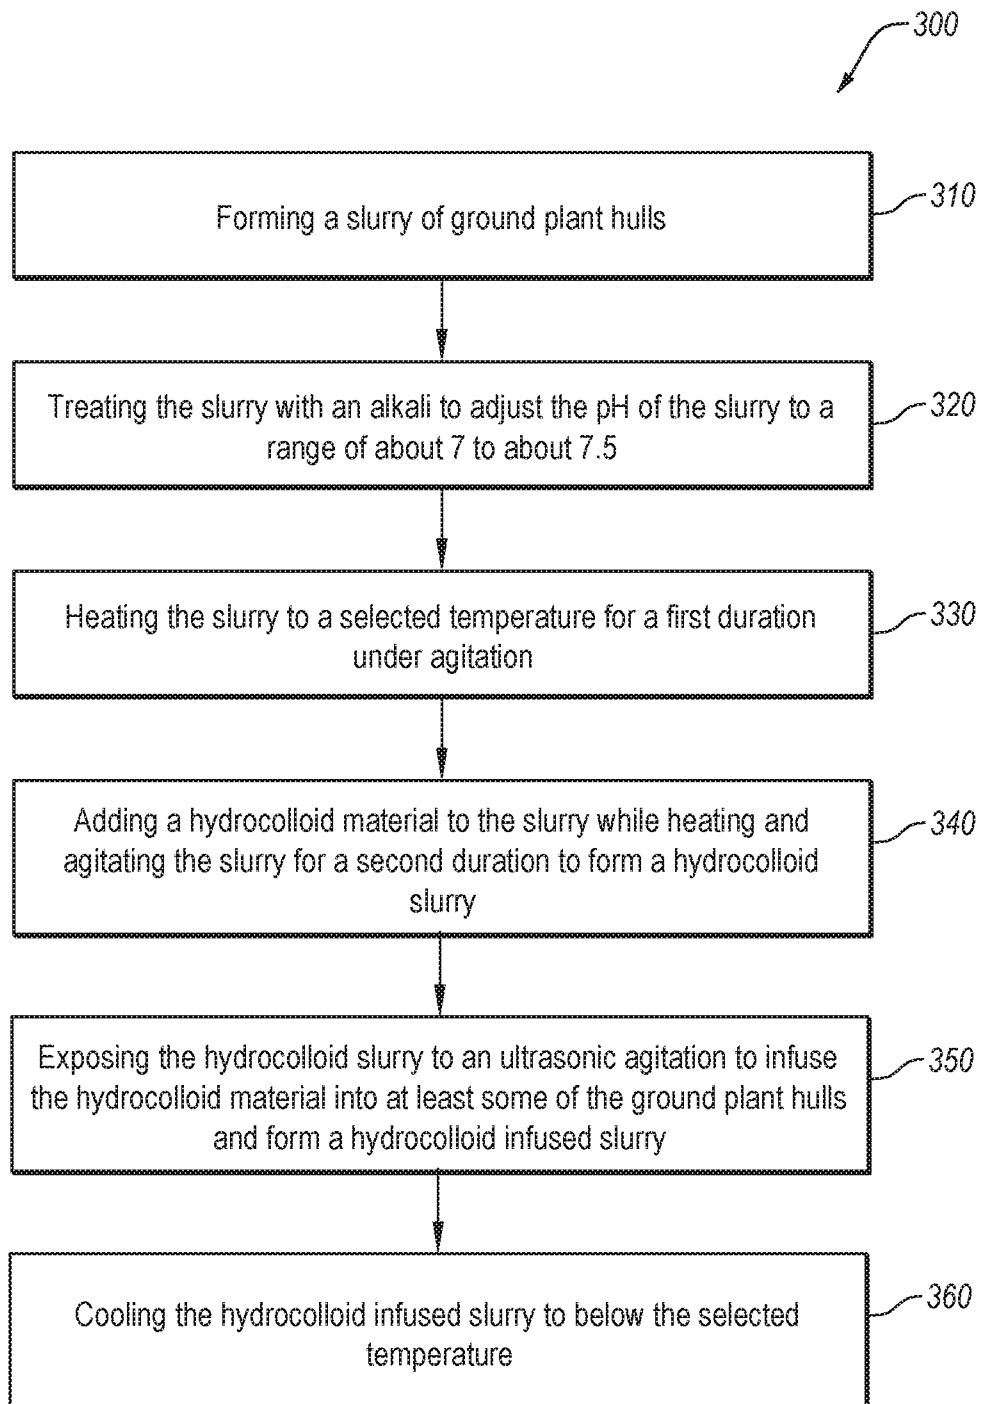 300
Forming a slurry of ground plant hulls
310
Treating the slurry with an alkali to adjust the pH of the slurry to a
range of about 7 to about 7.5
320
Heating the slurry to a selected temperature for a first duration
under agitation
330
Adding a hydrocolloid material to the slurry while heating and
agitating the slurry for a second duration to form a hydrocolloid
slurry
340
Exposing the hydrocolloid slurry to an ultrasonic agitation to infuse
the hydrocolloid material into at least some of the ground plant hulls
and form a hydrocolloid infused slurry
350
Cooling the hydrocolloid infused slurry to below the selected
temperature
360